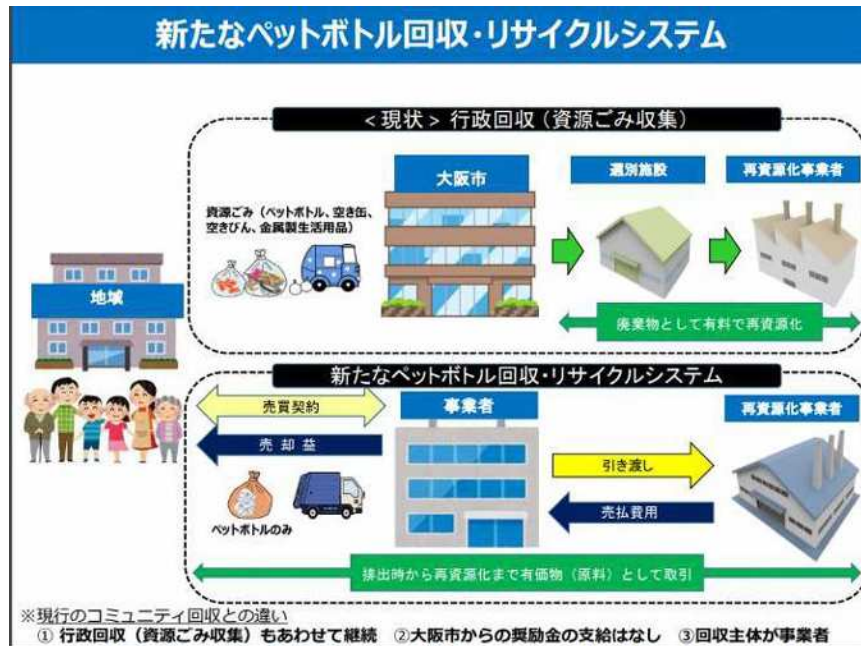 新たなペットボトル回収・リサイクルシステム
<現状> 行政回収（資源ごみ収集）
大阪市
選別施設
再資源化事業者
資源ごみ（ペットボトル、空き缶、
空きびん、金属製生活用品）
地域
廃棄物として有料で再資源化
新たなペットボトル回収・リサイクルシステム
売買契約
事業者
再資源化事業者
売却益
引き渡し
売払費用
ペットボトルのみ
排出時から再資源化まで有価物（原料）として取引
※現行のコミュニティ回収との違い
① 行政回収（資源ごみ収集）もあわせて継続 ②大阪市からの奨励金の支給はなし ③回収主体が事業者